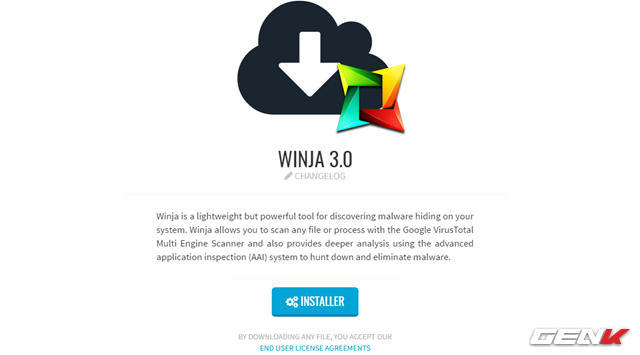 WINJA 3.0
CHANGELOG
Winja is a lightweight but powerful tool for discovering malware hiding on your
system. Winja allows you to scan any file or process with the Google VirusTotal
Multi Engine Scanner and also provides deeper analysis using the advanced
application inspection (AAI) system to hunt down and eliminate malware.
INSTALLER
BY DOWNLOADING ANY FILE, YOU ACCEPT OUR
END USER LICENSE AGREEMENTS
GENK